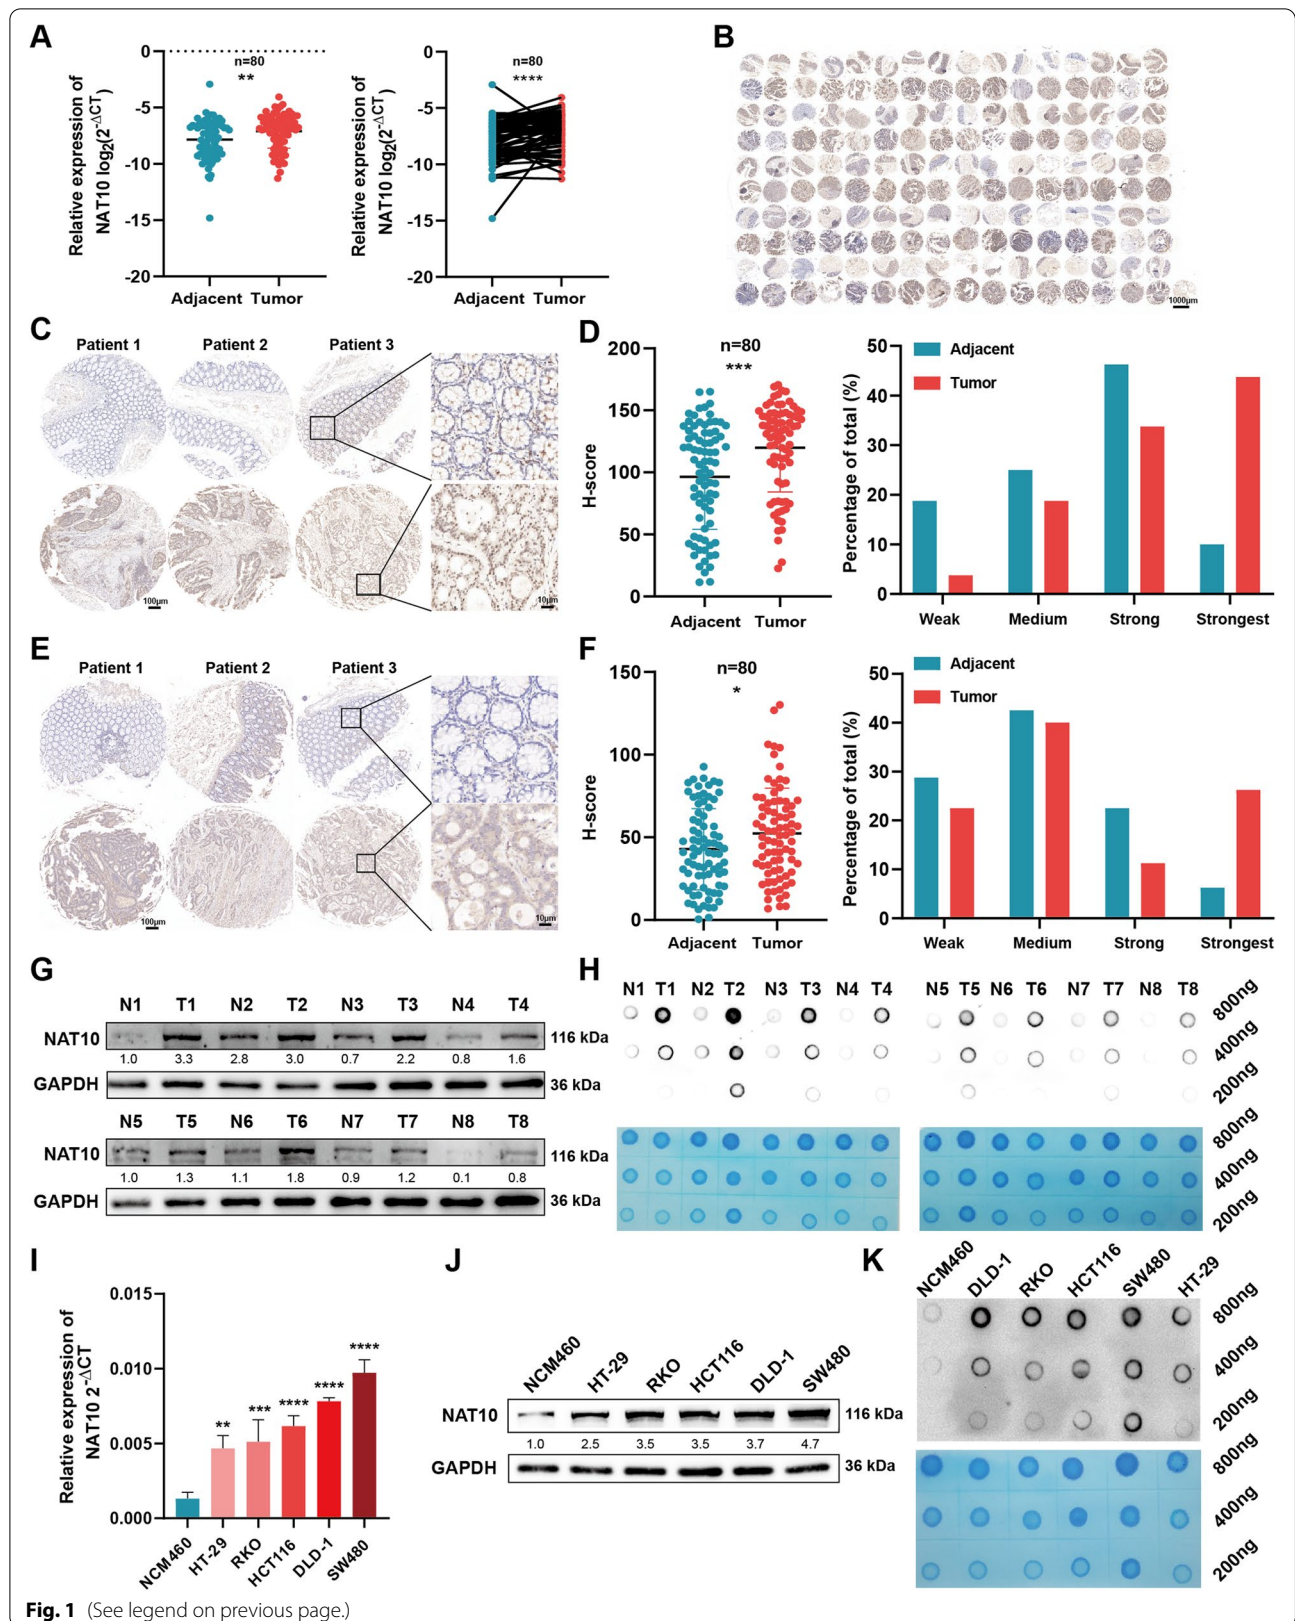 A
0
-5
-10
-15
-20
Relative expression of
NAT10 log2(2-ΔCT)
n=80
**
Adjacent Tumor
0
-5
-10
-15
-20
Relative expression of
NAT10 log2(2-ΔCT)
n=80
****
Adjacent Tumor
B
1000μm
C
Patient 1 Patient 2 Patient 3
100μm
10μm
D
200
150
100
50
0
H-score
n=80
***
Adjacent Tumor
50
40
30
20
10
0
Percentage of total (%)
Adjacent
Tumor
Weak Medium Strong Strongest
E
Patient 1 Patient 2 Patient 3
100μm
10μm
F
150
100
50
0
H-score
n=80
*
Adjacent Tumor
50
40
30
20
10
0
Percentage of total (%)
Adjacent
Tumor
Weak Medium Strong Strongest
G
N1 T1 N2 T2 N3 T3 N4 T4
NAT10 116 kDa
1.0 3.3 2.8 3.0 0.7 2.2 0.8 1.6
GAPDH 36 kDa
N5 T5 N6 T6 N7 T7 N8 T8
NAT10 116 kDa
1.0 1.3 1.1 1.8 0.9 1.2 0.1 0.8
GAPDH 36 kDa
H
N1 T1 N2 T2 N3 T3 N4 T4 N5 T5 N6 T6 N7 T7 N8 T8
800ng
400ng
200ng
800ng
400ng
200ng
I
0.015
0.010
0.005
0.000
Relative expression of
NAT10 2-ΔCT
** *** **** **** ****
NCM460 HT-29 RKO HCT116 DLD-1 SW480
J
NCM460 HT-29 RKO HCT116 DLD-1 SW480
NAT10 116 kDa
1.0 2.5 3.5 3.5 3.7 4.7
GAPDH 36 kDa
K
NCM460 DLD-1 RKO HCT116 SW480 HT-29
800ng
400ng
200ng
800ng
400ng
200ng
Fig. 1 (See legend on previous page.)